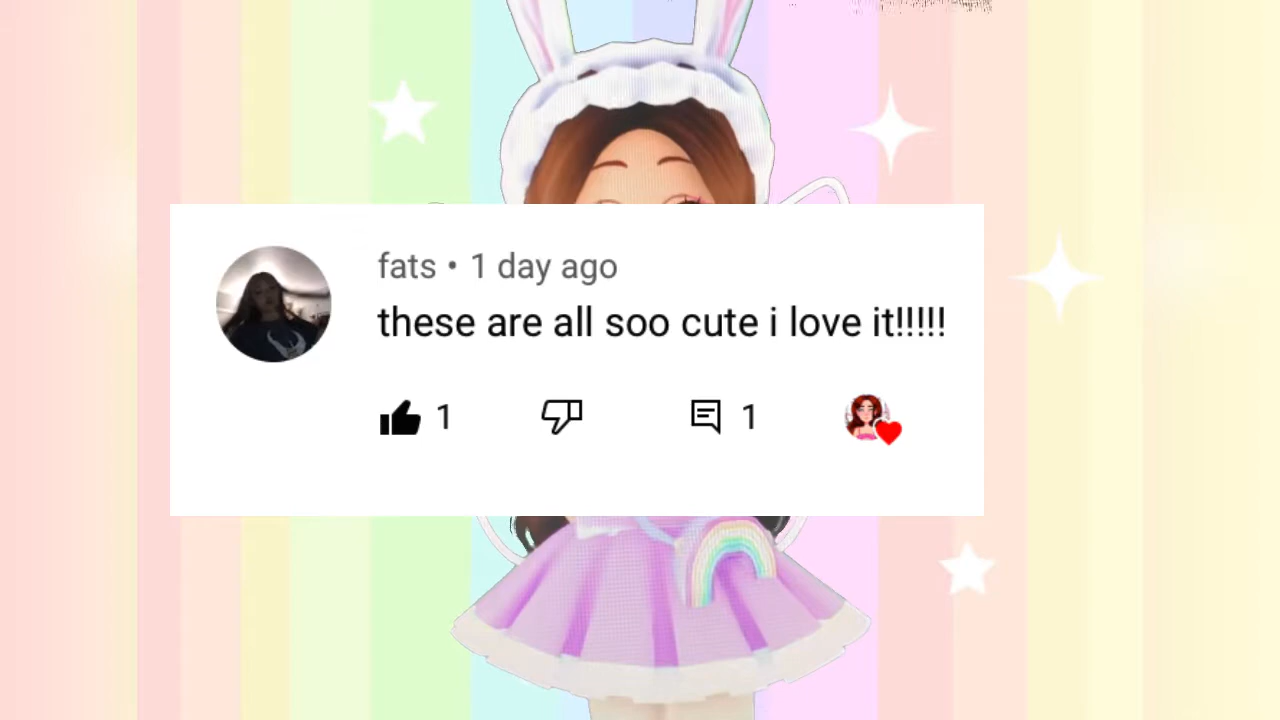 fats • 1 day ago
these are all soo cute i love it!!!!!
1 1